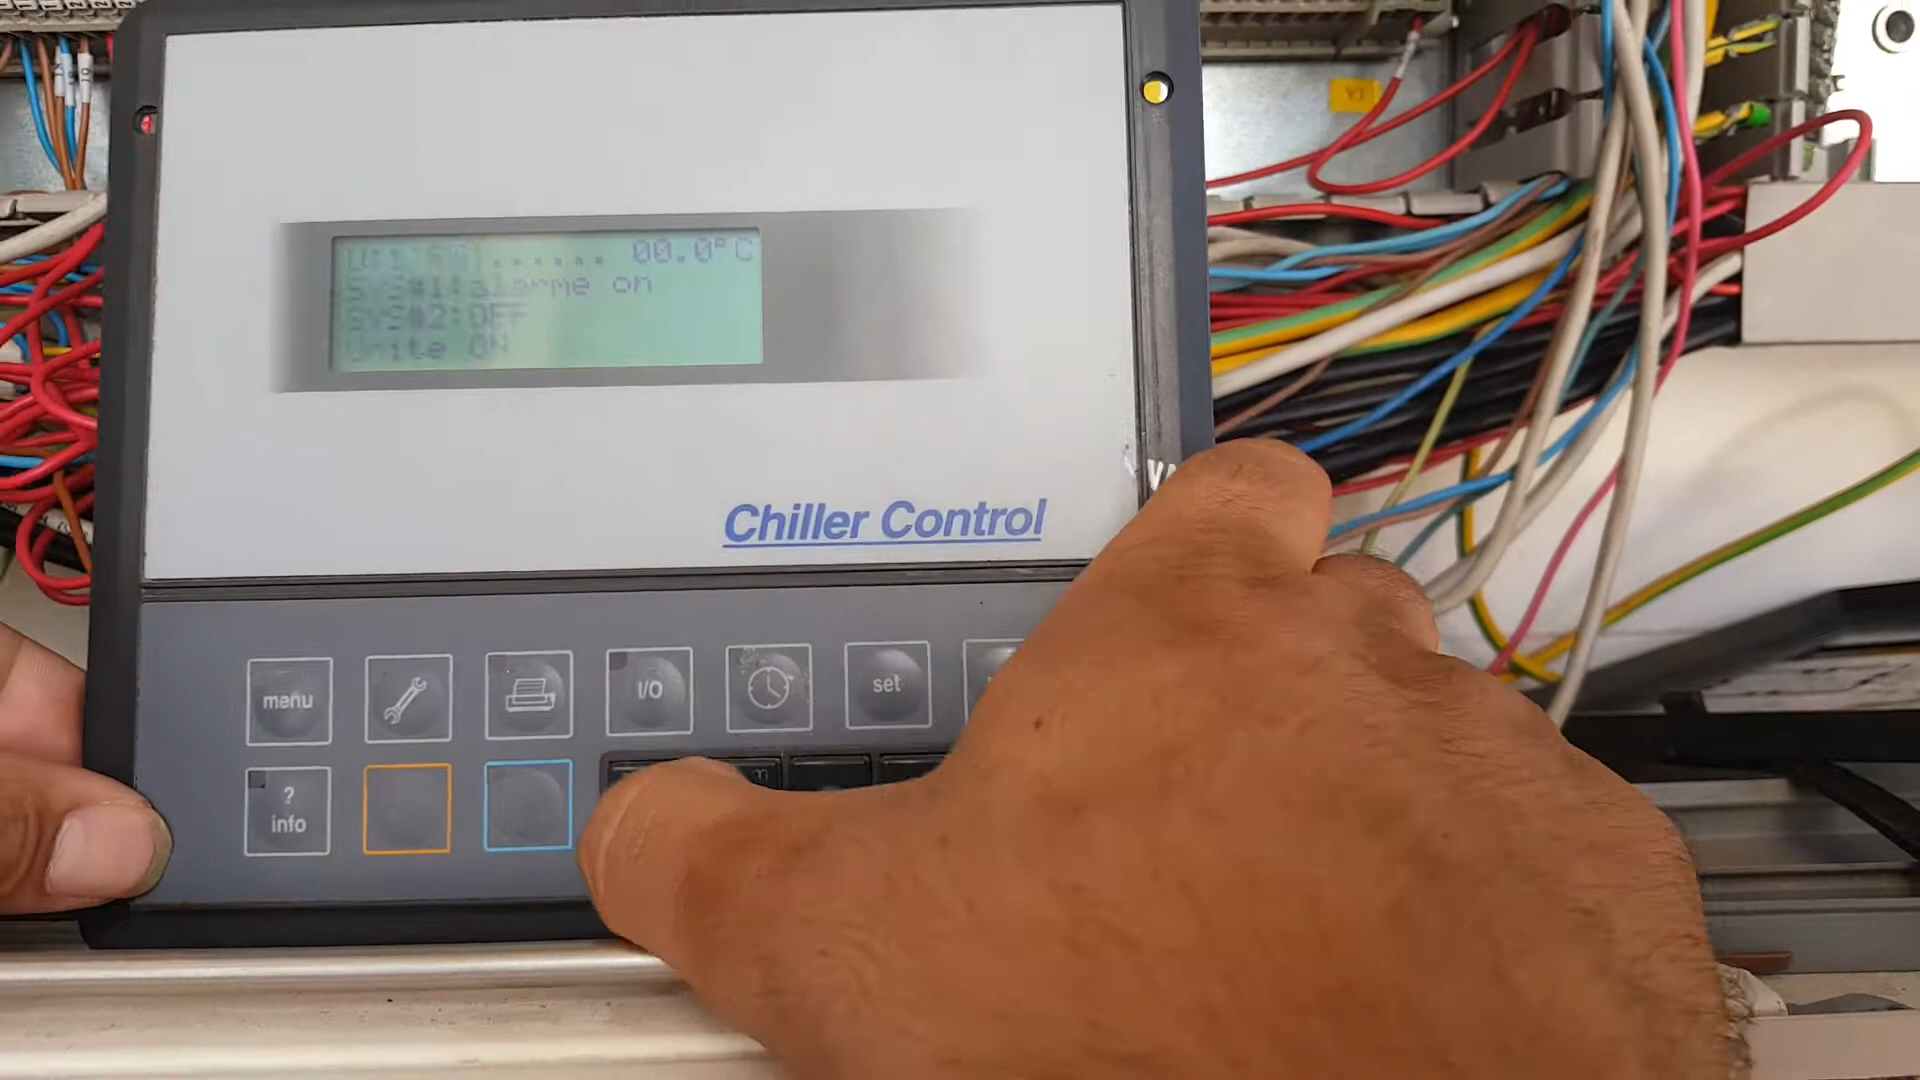 ...... 00.0°C
SYS#1:alarme on
SYS#2:OFF
Unite ON
Chiller Control
menu
I/O
set
?
info